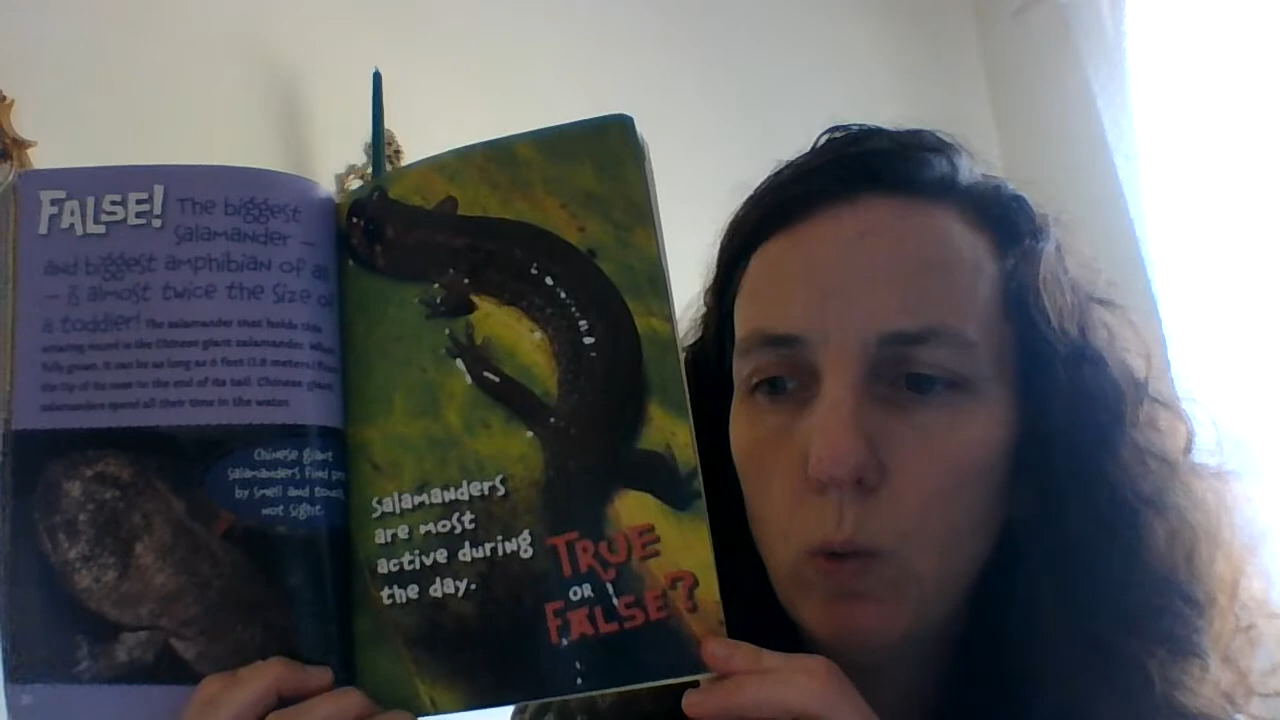 FALSE! The biggest
salamander —
and biggest amphibian of all
— is almost twice the size of
a toddler! The salamander that holds this
amazing record is the Chinese giant salamander. When
fully grown, it can be as long as 6 feet (1.8 meters) from
the tip of its nose to the end of its tail. Chinese giant
salamanders spend all their time in the water.
Chinese giant
salamanders find
by smell and touch,
not sight.
Salamanders
are most
active during
the day.
TRUE
OR
FALSE?